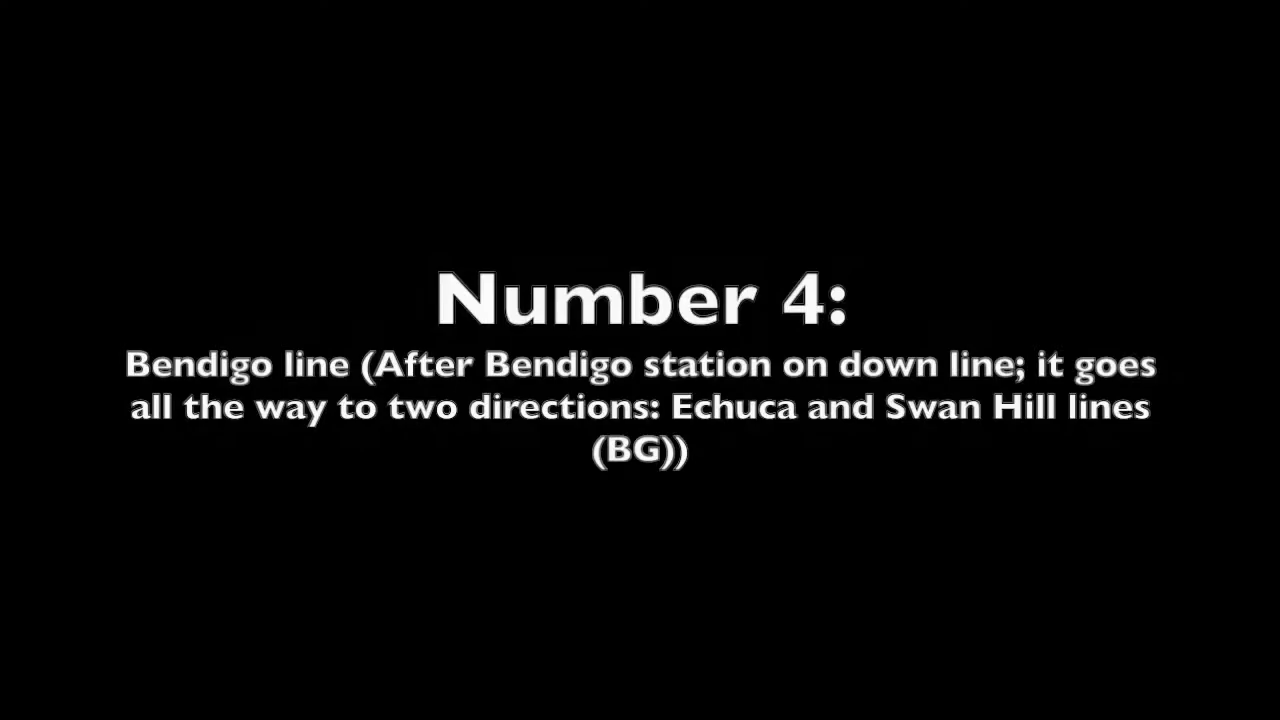 Number 4:
Bendigo line (After Bendigo station on down line; it goes
all the way to two directions: Echuca and Swan Hill lines
(BG))